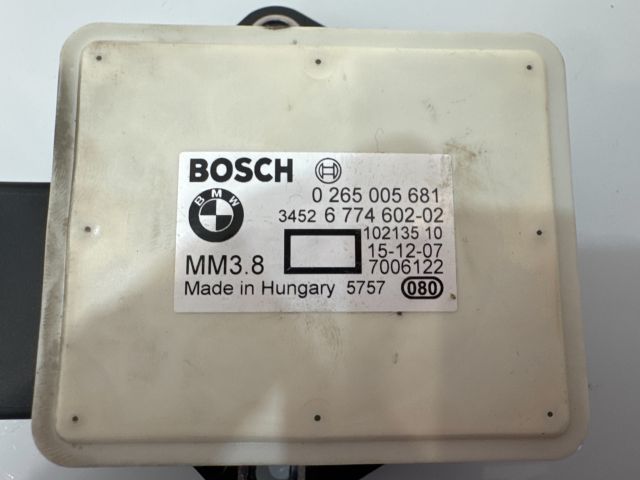 BOSCH
BMW
0 265 005 681
3452 6 774 602-02
102135 10
15-12-07
MM3.8 7006122
Made in Hungary 5757 080